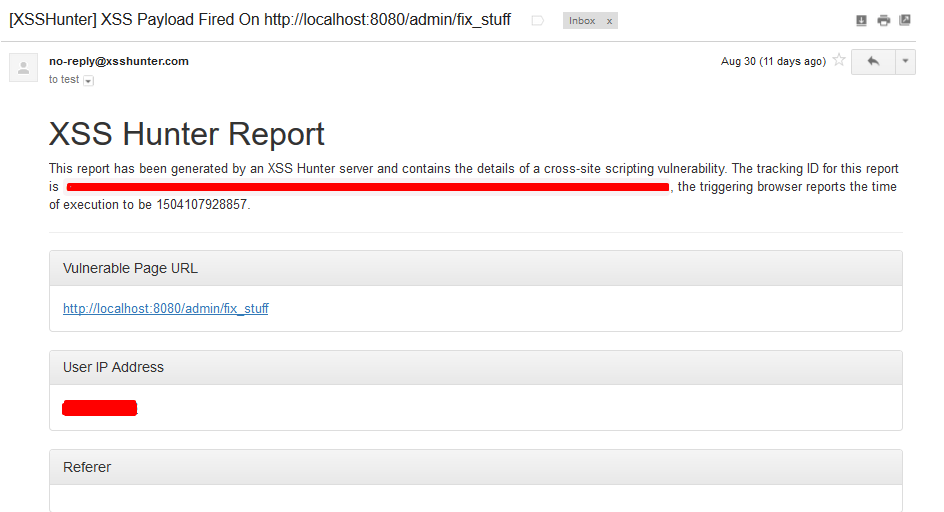 [XSSHunter] XSS Payload Fired On http://localhost:8080/admin/fix_stuff
Inbox x
no-reply@xsshunter.com
Aug 30 (11 days ago)
to test
XSS Hunter Report
This report has been generated by an XSS Hunter server and contains the details of a cross-site scripting vulnerability. The tracking ID for this report
is , the triggering browser reports the time
of execution to be 1504107928857.
Vulnerable Page URL
http://localhost:8080/admin/fix_stuff
User IP Address
Referer